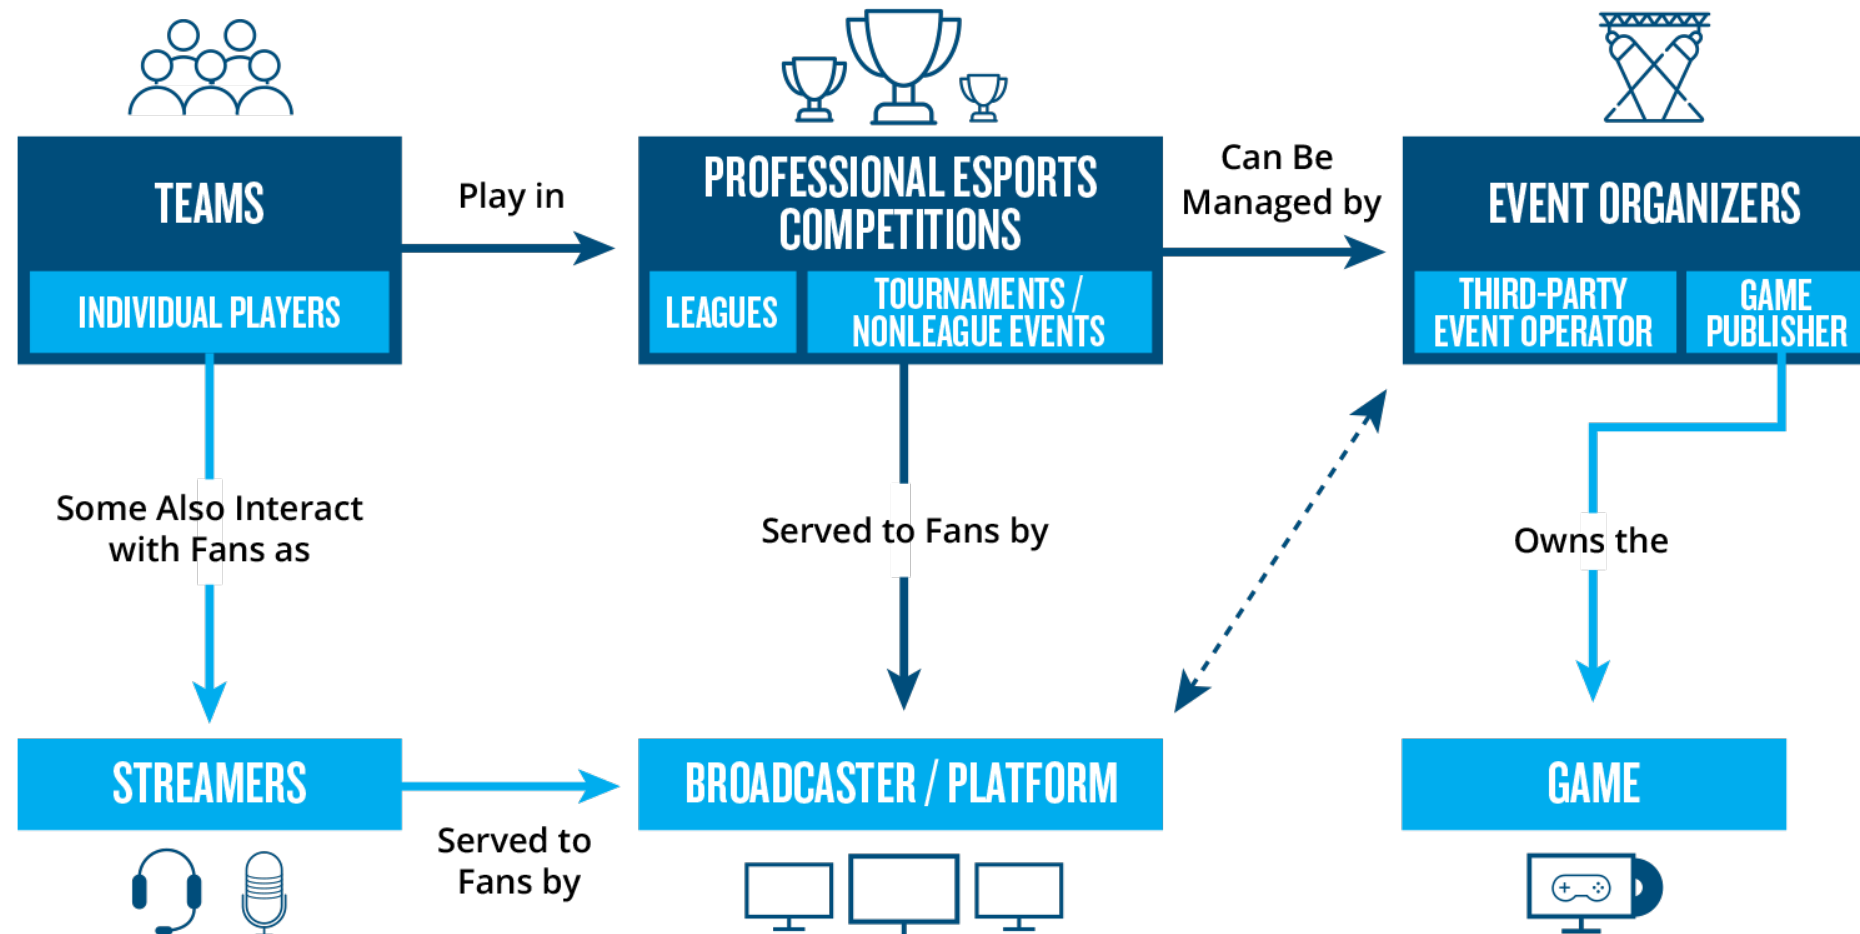 TEAMS
INDIVIDUAL PLAYERS
Play in
PROFESSIONAL ESPORTS
COMPETITIONS
LEAGUES
TOURNAMENTS /
NONLEAGUE EVENTS
Can Be
Managed by
EVENT ORGANIZERS
THIRD-PARTY
EVENT OPERATOR
GAME
PUBLISHER
Some Also Interact
with Fans as
Served to Fans by
Owns the
STREAMERS
Served to
Fans by
BROADCASTER / PLATFORM
GAME